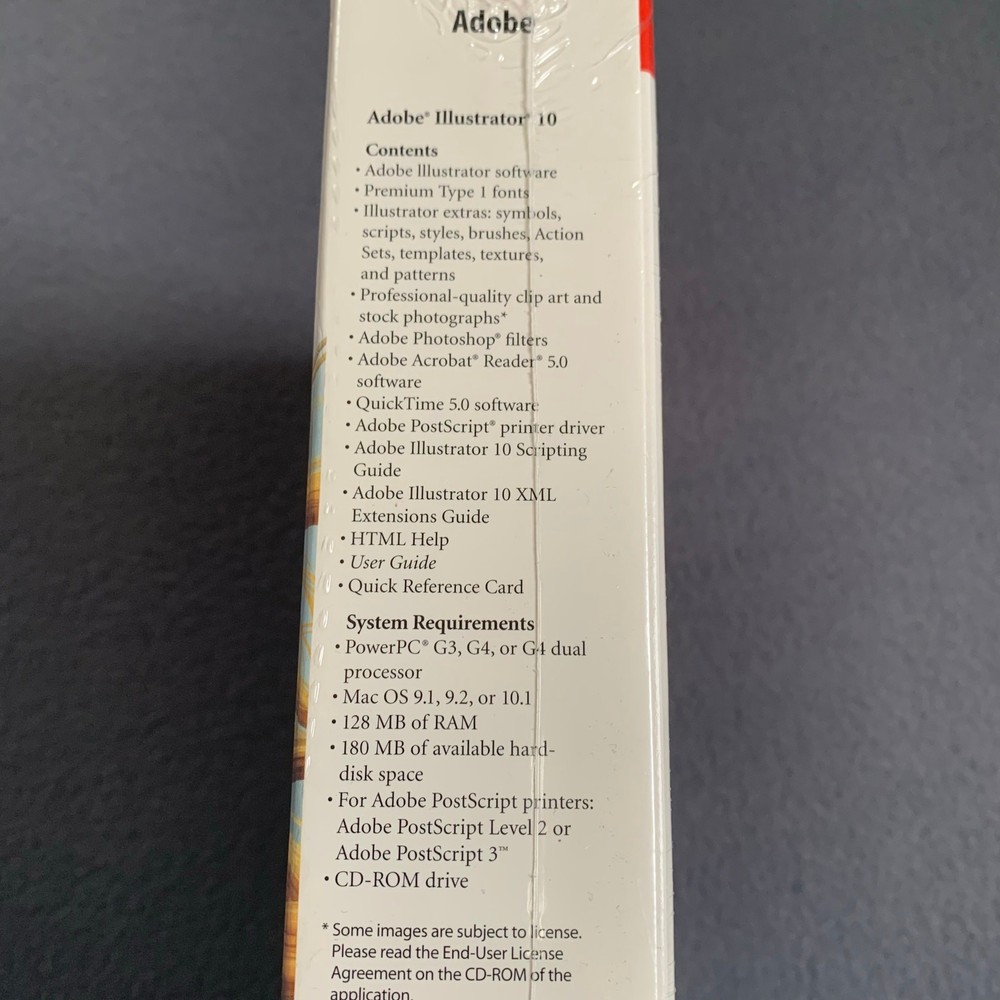 Adobe
Adobe® Illustrator® 10
Contents
• Adobe Illustrator software
• Premium Type 1 fonts
• Illustrator extras: symbols,
scripts, styles, brushes, Action
Sets, templates, textures,
and patterns
• Professional-quality clip art and
stock photographs*
• Adobe Photoshop® filters
• Adobe Acrobat® Reader® 5.0
software
• QuickTime 5.0 software
• Adobe PostScript® printer driver
• Adobe Illustrator 10 Scripting
Guide
• Adobe Illustrator 10 XML
Extensions Guide
• HTML Help
• User Guide
• Quick Reference Card
System Requirements
• PowerPC® G3, G4, or G4 dual
processor
• Mac OS 9.1, 9.2, or 10.1
• 128 MB of RAM
• 180 MB of available hard-
disk space
• For Adobe PostScript printers:
Adobe PostScript Level 2 or
Adobe PostScript 3™
• CD-ROM drive
* Some images are subject to license.
Please read the End-User License
Agreement on the CD-ROM of the
application.